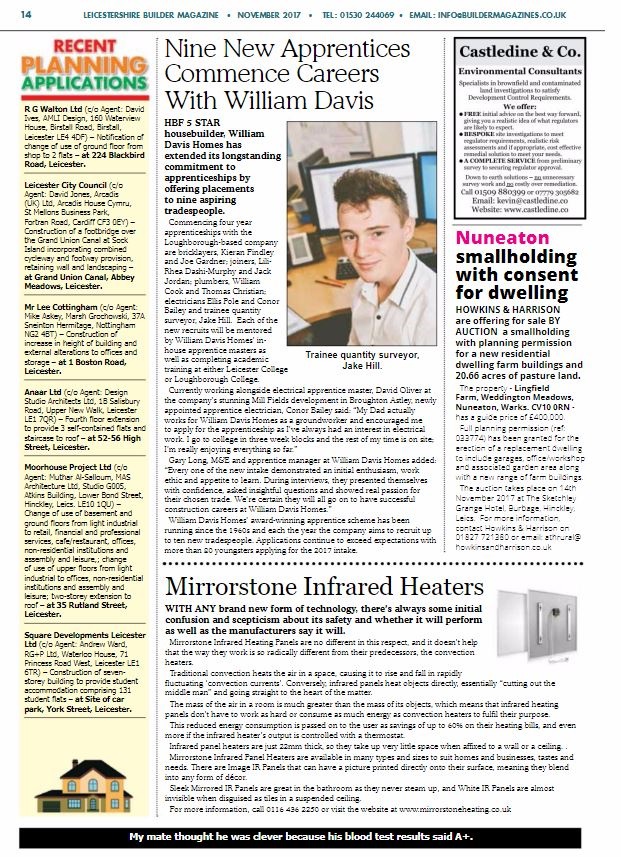 14
LEICESTERSHIRE BUILDER MAGAZINE • NOVEMBER 2017 • TEL: 01530 244069 • EMAIL: INFO@BUILDERMAGAZINES.CO.UK
RECENT
PLANNING
APPLICATIONS
R G Walton Ltd (c/o Agent: David
Ives, AMLI Design, 160 Waterview
House, Birstall Road, Birstall,
Leicester LE4 4DF) – Notification of
change of use of ground floor from
shop to 2 flats – at 224 Blackbird
Road, Leicester.
Leicester City Council (c/o
Agent: David Jones, Arcadis
(UK) Ltd, Arcadis House Cymru,
St Mellons Business Park,
Fortran Road, Cardiff CF3 0EY) –
Construction of a footbridge over
the Grand Union Canal at Sock
Island incorporating combined
cycleway and footway provision,
retaining wall and landscaping –
at Grand Union Canal, Abbey
Meadows, Leicester.
Mr Lee Cottingham (c/o Agent:
Mike Askey, Marsh Grochowski, 37A
Sneinton Hermitage, Nottingham
NG2 4BT) – Construction of
increase in height of building and
external alterations to offices and
storage – at 1 Boston Road,
Leicester.
Anaar Ltd (c/o Agent: Design
Studio Architects Ltd, 1B Salisbury
Road, Upper New Walk, Leicester
LE1 7QR) – Fourth floor extension
to provide 3 self-contained flats and
staircase to roof – at 52-56 High
Street, Leicester.
Moorhouse Project Ltd (c/o
Agent: Muthar Al-Salloum, MAS
Architecture Ltd, Studio G005,
Atkins Building, Lower Bond Street,
Hinckley, Leics. LE10 1QU) –
Change of use of basement and
ground floors from light industrial
to retail, financial and professional
services, cafe/restaurant, offices,
non-residential institutions and
assembly and leisure,; change
of use of upper floors from light
industrial to offices, non-residential
institutions and assembly and
leisure; two-storey extension to
roof – at 35 Rutland Street,
Leicester.
Square Developments Leicester
Ltd (c/o Agent: Andrew Ward,
RG+P Ltd, Waterloo House, 71
Princess Road West, Leicester LE1
6TR) – Construction of seven-
storey building to provide student
accommodation comprising 131
student flats – at Site of car
park, York Street, Leicester.
Nine New Apprentices
Commence Careers
With William Davis
HBF 5 STAR
housebuilder, William
Davis Homes has
extended its longstanding
commitment to
apprenticeships by
offering placements
to nine aspiring
tradespeople.
Commencing four year
apprenticeships with the
Loughborough-based company
are bricklayers, Kieran Findley
and Joe Gardner; joiners, Lili-
Rhea Dashi-Murphy and Jack
Jordan; plumbers, William
Cook and Thomas Christian;
electricians Ellis Pole and Conor
Bailey and trainee quantity
surveyor, Jake Hill. Each of the
new recruits will be mentored
by William Davis Homes' in-
house apprentice masters as
well as completing academic
training at either Leicester College
or Loughborough College.
Trainee quantity surveyor,
Jake Hill.
Currently working alongside electrical apprentice master, David Oliver at
the company's stunning Mill Fields development in Broughton Astley, newly
appointed apprentice electrician, Conor Bailey said: "My Dad actually
works for William Davis Homes as a groundworker and encouraged me
to apply for the apprenticeship as I've always had an interest in electrical
work. I go to college in three week blocks and the rest of my time is on site;
I'm really enjoying everything so far."
Gary Long, M&E and apprentice manager at William Davis Homes added:
"Every one of the new intake demonstrated an initial enthusiasm, work
ethic and appetite to learn. During interviews, they presented themselves
with confidence, asked insightful questions and showed real passion for
their chosen trade. We're certain they will all go on to have successful
construction careers at William Davis Homes."
William Davis Homes' award-winning apprentice scheme has been
running since the 1960s and each the year the company aims to recruit up
to ten new tradespeople. Applications continue to exceed expectations with
more than 80 youngsters applying for the 2017 intake.
Castledine & Co.
Environmental Consultants
Specialists in brownfield and contaminated
land investigations to satisfy
Development Control Requirements.
We offer:
• FREE initial advice on the best way forward,
giving you a realistic idea of what regulators
are likely to expect.
• BESPOKE site investigations to meet
regulator requirements, realistic risk
assessments and if appropriate, cost effective
remedial solution to meet your needs.
• A COMPLETE SERVICE from preliminary
survey to securing regulator approval.
Down to earth solutions – no unnecessary
survey work and no costly over remediation.
Call 01509 880399 or 07779 305682
Email: kevin@castledine.co
Website: www.castledine.co
Nuneaton
smallholding
with consent
for dwelling
HOWKINS & HARRISON
are offering for sale BY
AUCTION a smallholding
with planning permission
for a new residential
dwelling farm buildings and
20.66 acres of pasture land.
The property - Lingfield
Farm, Weddington Meadows,
Nuneaton, Warks. CV10 0RN -
has a guide price of £400,000.
Full planning permission (ref:
033774) has been granted for the
erection of a replacement dwelling
to include garages, office/workshop
and associated garden area along
with a new range of farm buildings.
The auction takes place on 14th
November 2017 at The Sketchley
Grange Hotel, Burbage, Hinckley,
Leics. For more information,
contact Howkins & Harrison on
01827 721380 or email: athrural@
howkinsandharrison.co.uk
Mirrorstone Infrared Heaters
WITH ANY brand new form of technology, there's always some initial
confusion and scepticism about its safety and whether it will perform
as well as the manufacturers say it will.
Mirrorstone Infrared Heating Panels are no different in this respect, and it doesn't help
that the way they work is so radically different from their predecessors, the convection
heaters.
Traditional convection heats the air in a space, causing it to rise and fall in rapidly
fluctuating 'convection currents'. Conversely, infrared panels heat objects directly, essentially "cutting out the
middle man" and going straight to the heart of the matter.
The mass of the air in a room is much greater than the mass of its objects, which means that infrared heating
panels don't have to work as hard or consume as much energy as convection heaters to fulfil their purpose.
This reduced energy consumption is passed on to the user as savings of up to 60% on their heating bills, and even
more if the infrared heater's output is controlled with a thermostat.
Infrared panel heaters are just 22mm thick, so they take up very little space when affixed to a wall or a ceiling. .
Mirrorstone Infrared Panel Heaters are available in many types and sizes to suit homes and businesses, tastes and
needs. There are Image IR Panels that can have a picture printed directly onto their surface, meaning they blend
into any form of décor.
Sleek Mirrored IR Panels are great in the bathroom as they never steam up, and White IR Panels are almost
invisible when disguised as tiles in a suspended ceiling.
For more information, call 0116 436 2250 or visit the website at www.mirrorstoneheating.co.uk
My mate thought he was clever because his blood test results said A+.